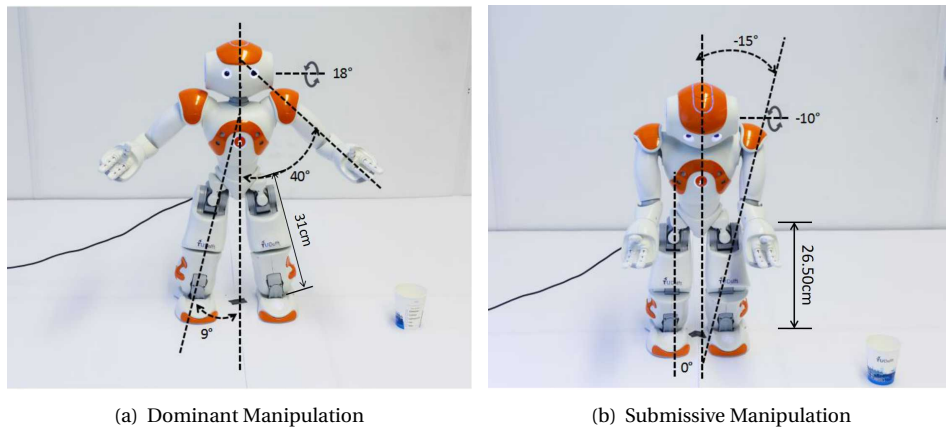 18°
40°
31cm
9°
-15°
-10°
26.50cm
0°
(a) Dominant Manipulation
(b) Submissive Manipulation